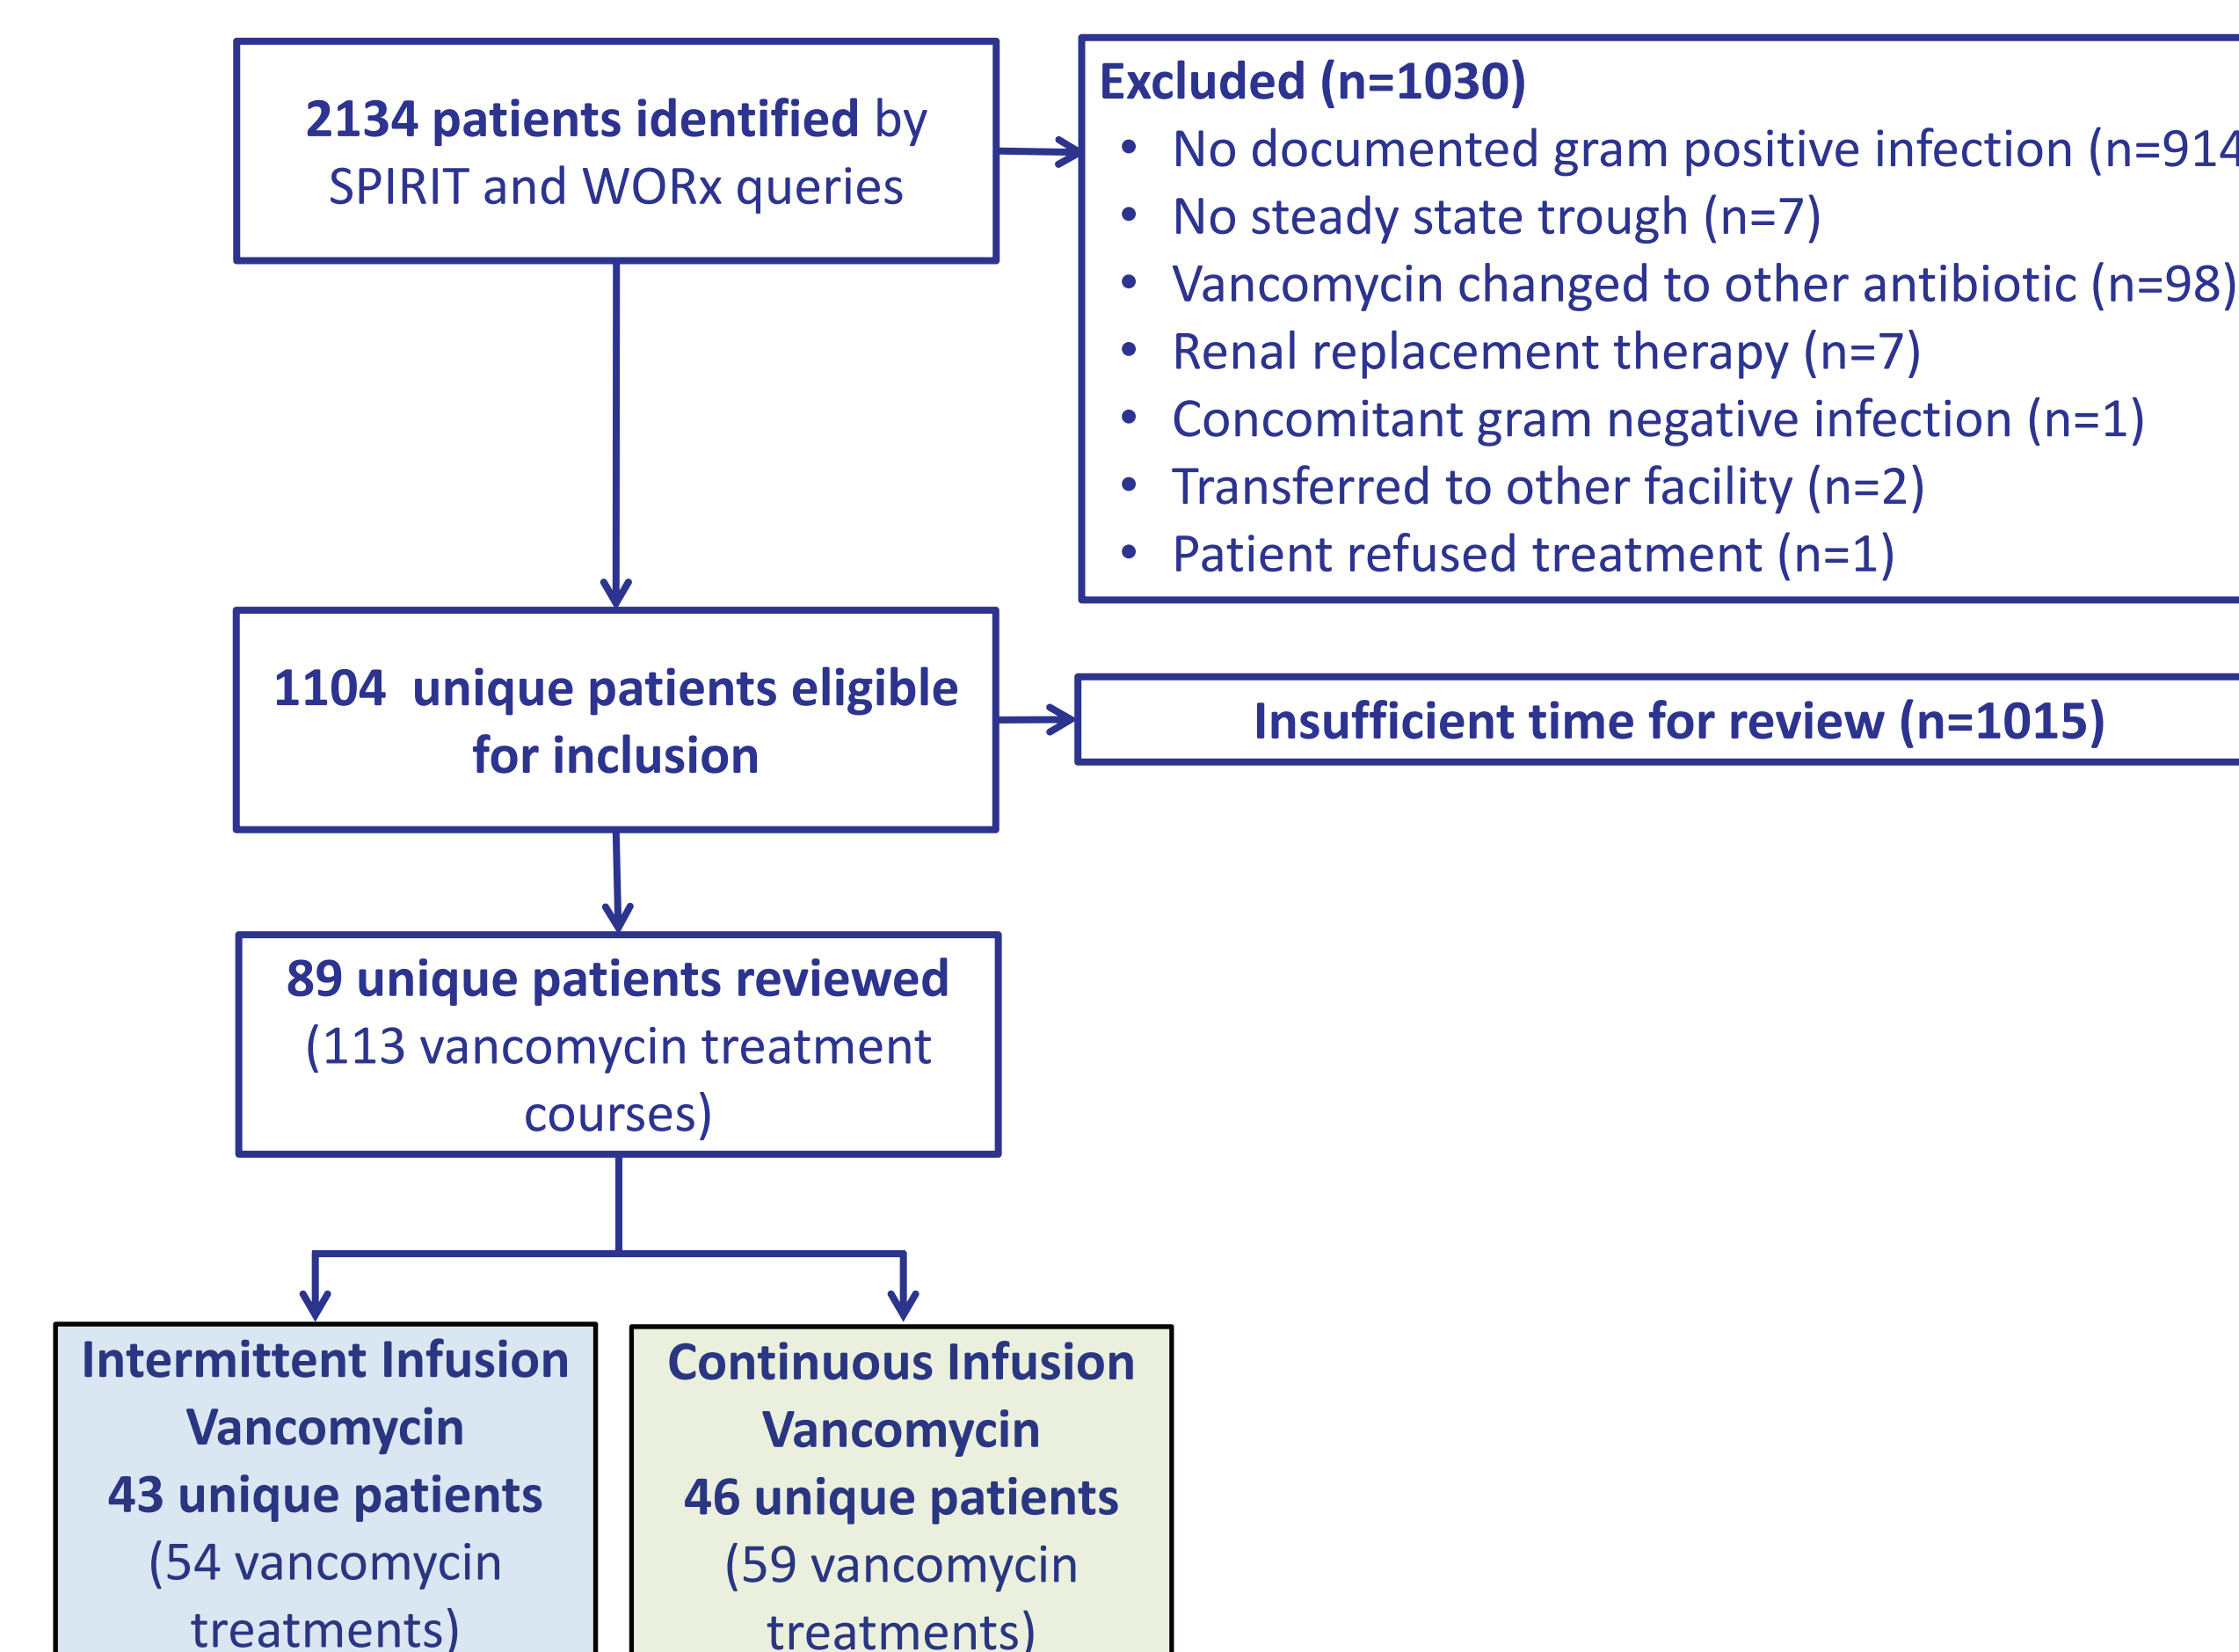 2134 patients identified by
SPIRIT and WORx queries
Excluded (n=1030)
• No documented gram positive infection (n=914
• No steady state trough (n=7)
• Vancomycin changed to other antibiotic (n=98)
• Renal replacement therapy (n=7)
• Concomitant gram negative infection (n=1)
• Transferred to other facility (n=2)
• Patient refused treatment (n=1)
1104 unique patients eligible
for inclusion
Insufficient time for review (n=1015)
89 unique patients reviewed
(113 vancomycin treatment
courses)
Intermittent Infusion
Vancomycin
43 unique patients
(54 vancomycin
treatments)
Continuous Infusion
Vancomycin
46 unique patients
(59 vancomycin
treatments)